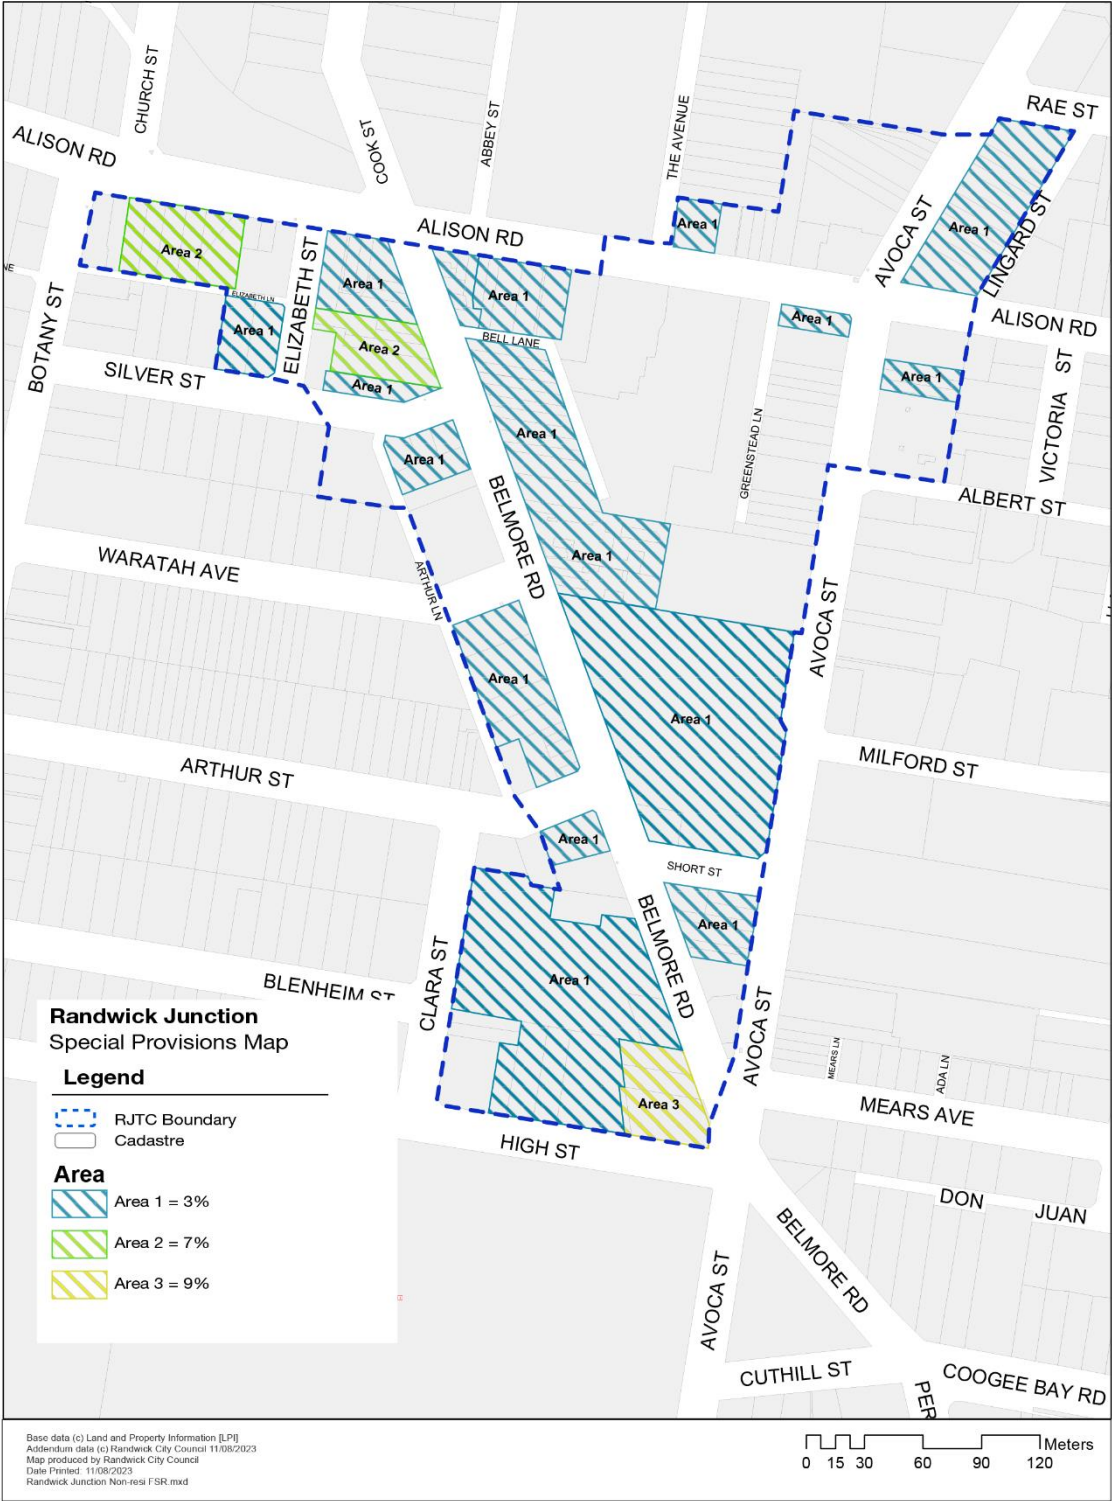 CHURCH ST
COOK ST
ABBEY ST
THE AVENUE
RAE ST
ALISON RD
ALISON RD
AVOCA ST
LINGARD ST
Area 1
Area 1
Area 2
ELIZABETH LN
ELIZABETH ST
Area 1
Area 1
Area 1
ALISON RD
BOTANY ST
Area 1
Area 2
BELL LANE
Area 1
VICTORIA ST
SILVER ST
Area 1
Area 1
Area 1
Area 1
GREENSTEAD LN
BELMORE RD
ALBERT ST
WARATAH AVE
ARTHUR LN
Area 1
AVOCA ST
Area 1
Area 1
ARTHUR ST
MILFORD ST
Area 1
SHORT ST
BELMORE RD
Area 1
CLARA ST
Area 1
BLENHEIM ST
AVOCA ST
MEARS LN
ADA LN
Area 3
MEARS AVE
HIGH ST
DON JUAN
BELMORE RD
AVOCA ST
CUTHILL ST
COOGEE BAY RD
PER
Randwick Junction
Special Provisions Map
Legend
RJTC Boundary
Cadastre
Area
Area 1 = 3%
Area 2 = 7%
Area 3 = 9%
Base data (c) Land and Property Information [LPI]
Addendum data (c) Randwick City Council 11/08/2023
Map produced by Randwick City Council
Date Printed: 11/08/2023
Randwick Junction Non-resi FSR.mxd
Meters
0 15 30 60 90 120